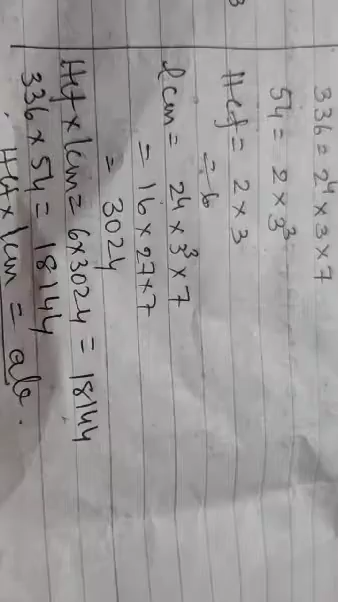 336 = 2⁴ × 3 × 7
54 = 2 × 3³
Hcf = 2 × 3
= 6
lcm = 2⁴ × 3³ × 7
= 16 × 27 × 7
= 3024
Hcf × lcm = 6 × 3024 = 18144
336 × 54 = 18144
Hcf × lcm = ab.